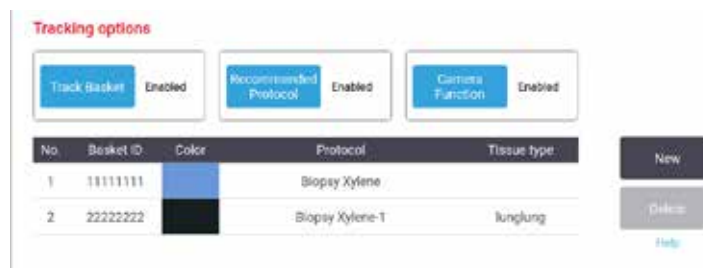 Tracking options
Track Basket Enabled Recommended Protocol Enabled Camera Function Enabled
No. Basket ID Color Protocol Tissue type
1 11111111 Biopsy Xylene
2 22222222 Biopsy Xylene-1 lunglung
New
Delete
Help